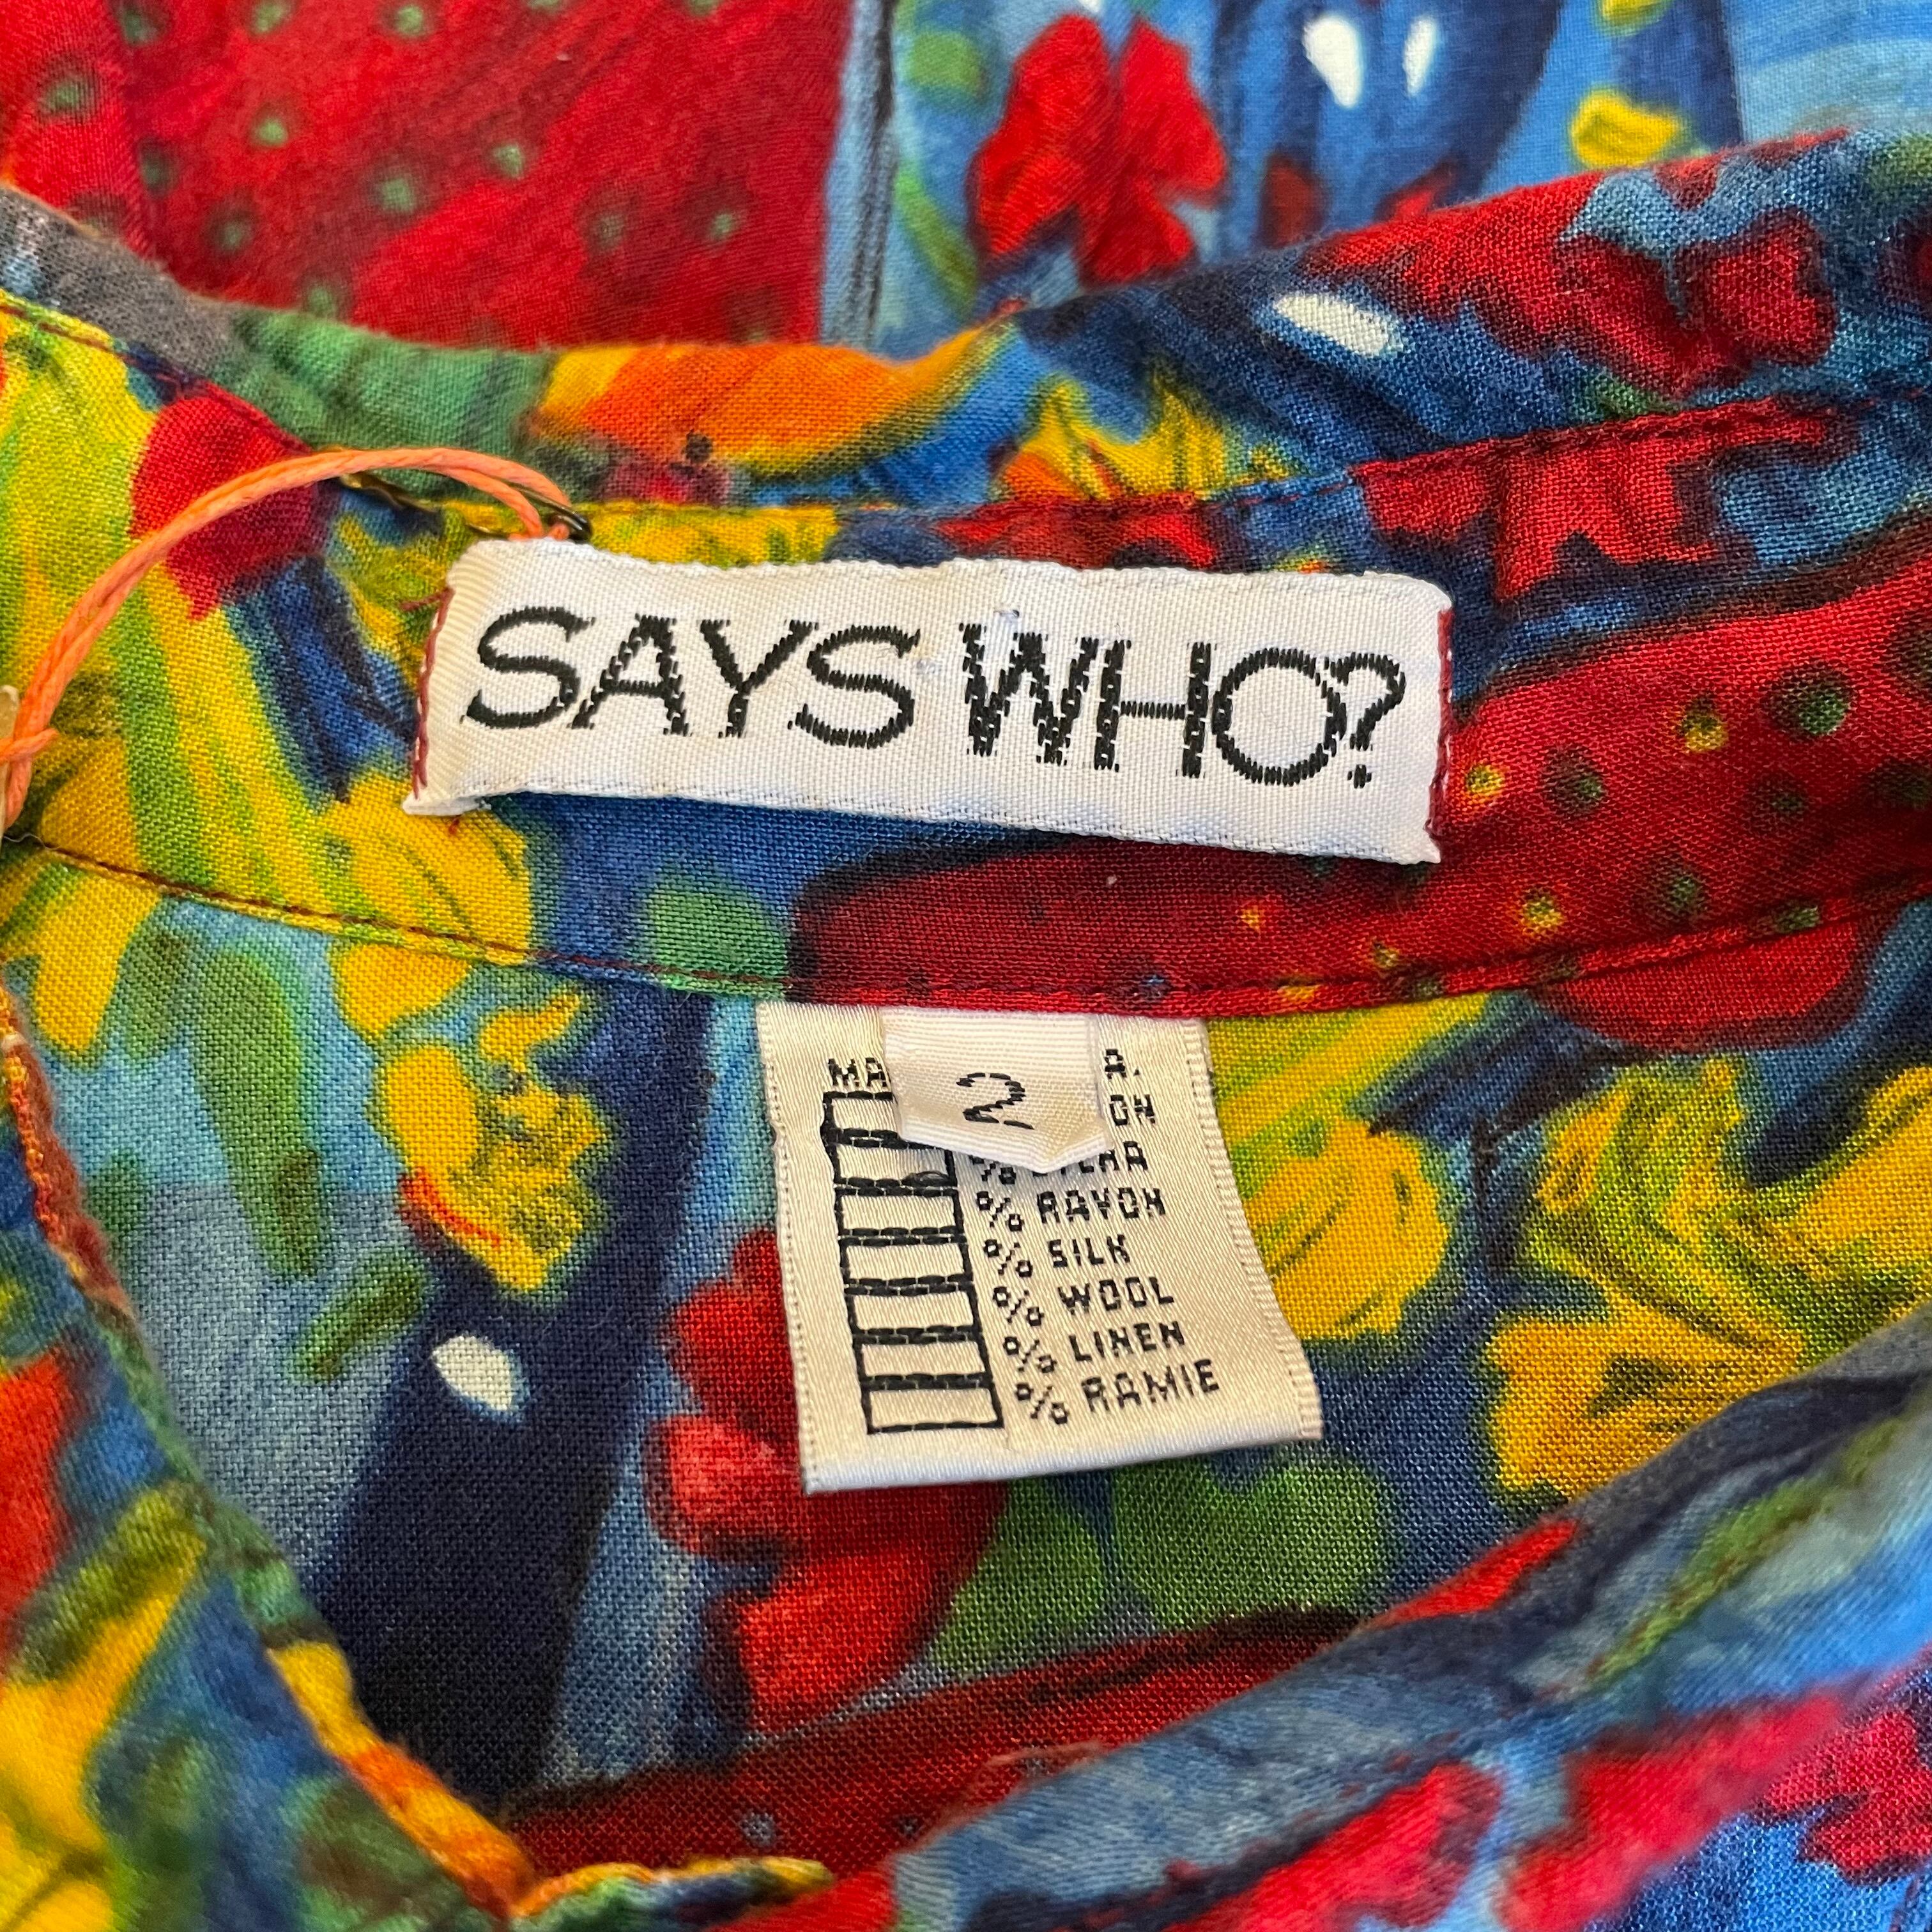 SAYS WHO?
2
% RAYON
% SILK
% WOOL
% LINEN
% RAMIE